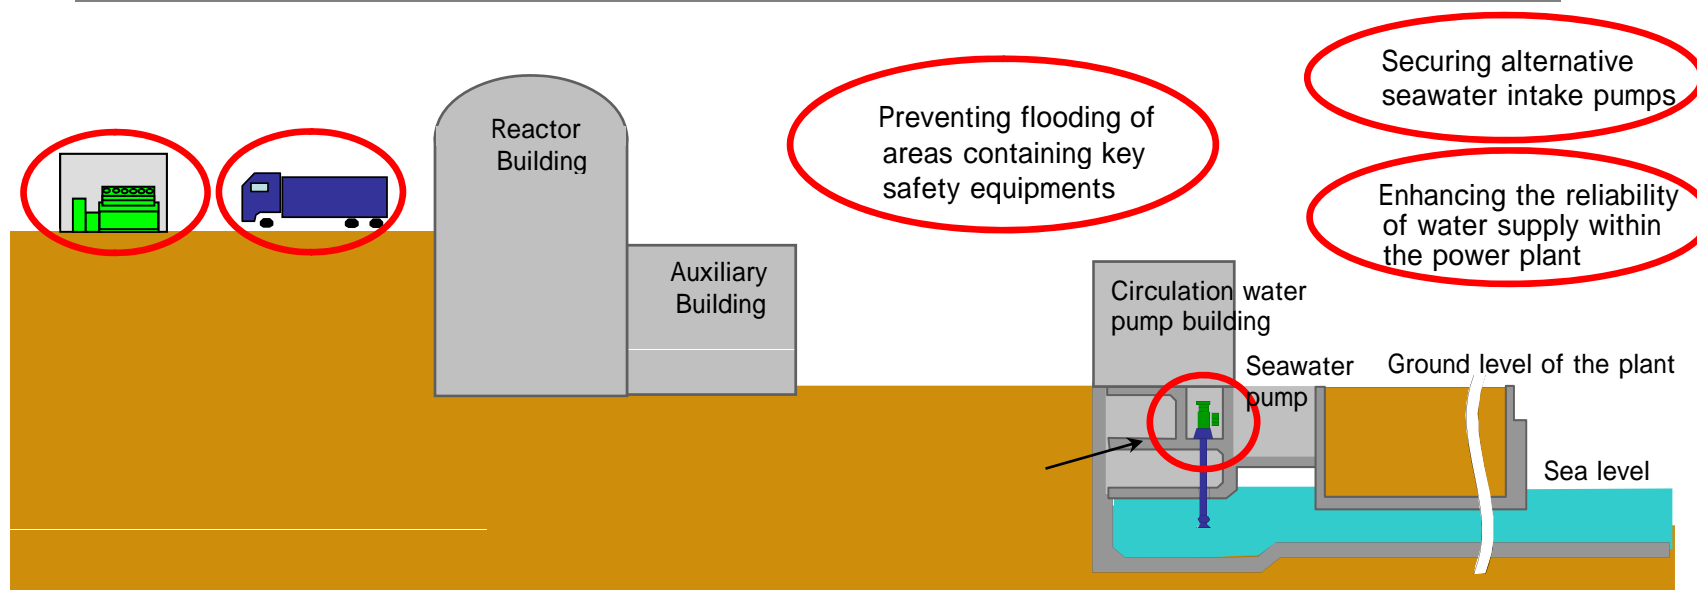 Securing alternative
seawater intake pumps
Preventing flooding of
areas containing key
safety equipments
Reactor
Building
Enhancing the reliability
of water supply within
the power plant
Auxiliary
Building
Circulation water
pump building
Seawater
pump
Ground level of the plant
Sea level